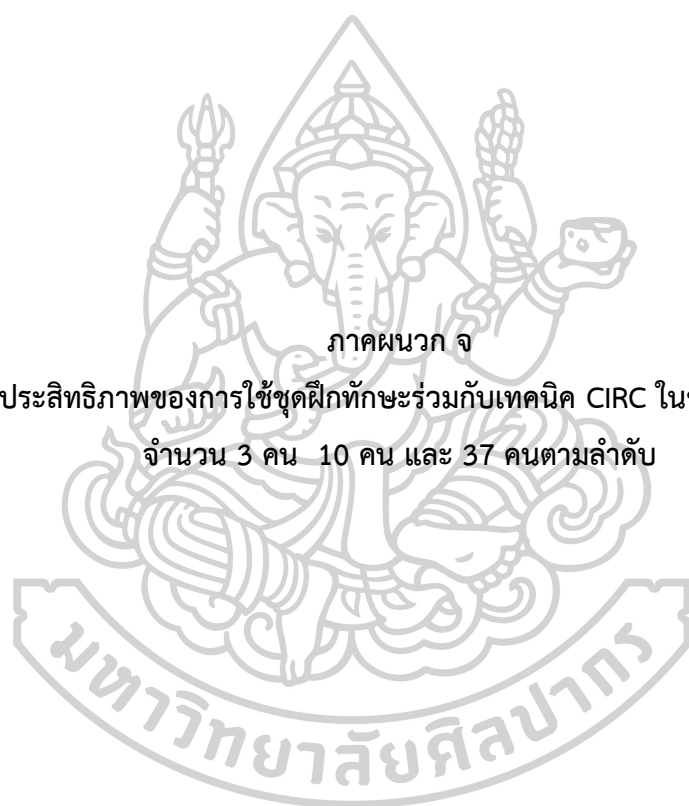 ภาคผนวก จ
ประสิทธิภาพของการใช้ชุดฝึกทักษะร่วมกับเทคนิค CIRC
จำนวน 3 คน 10 คน และ 37 คนตามลำดับ
มหาวิทยาลัยศิลปากร